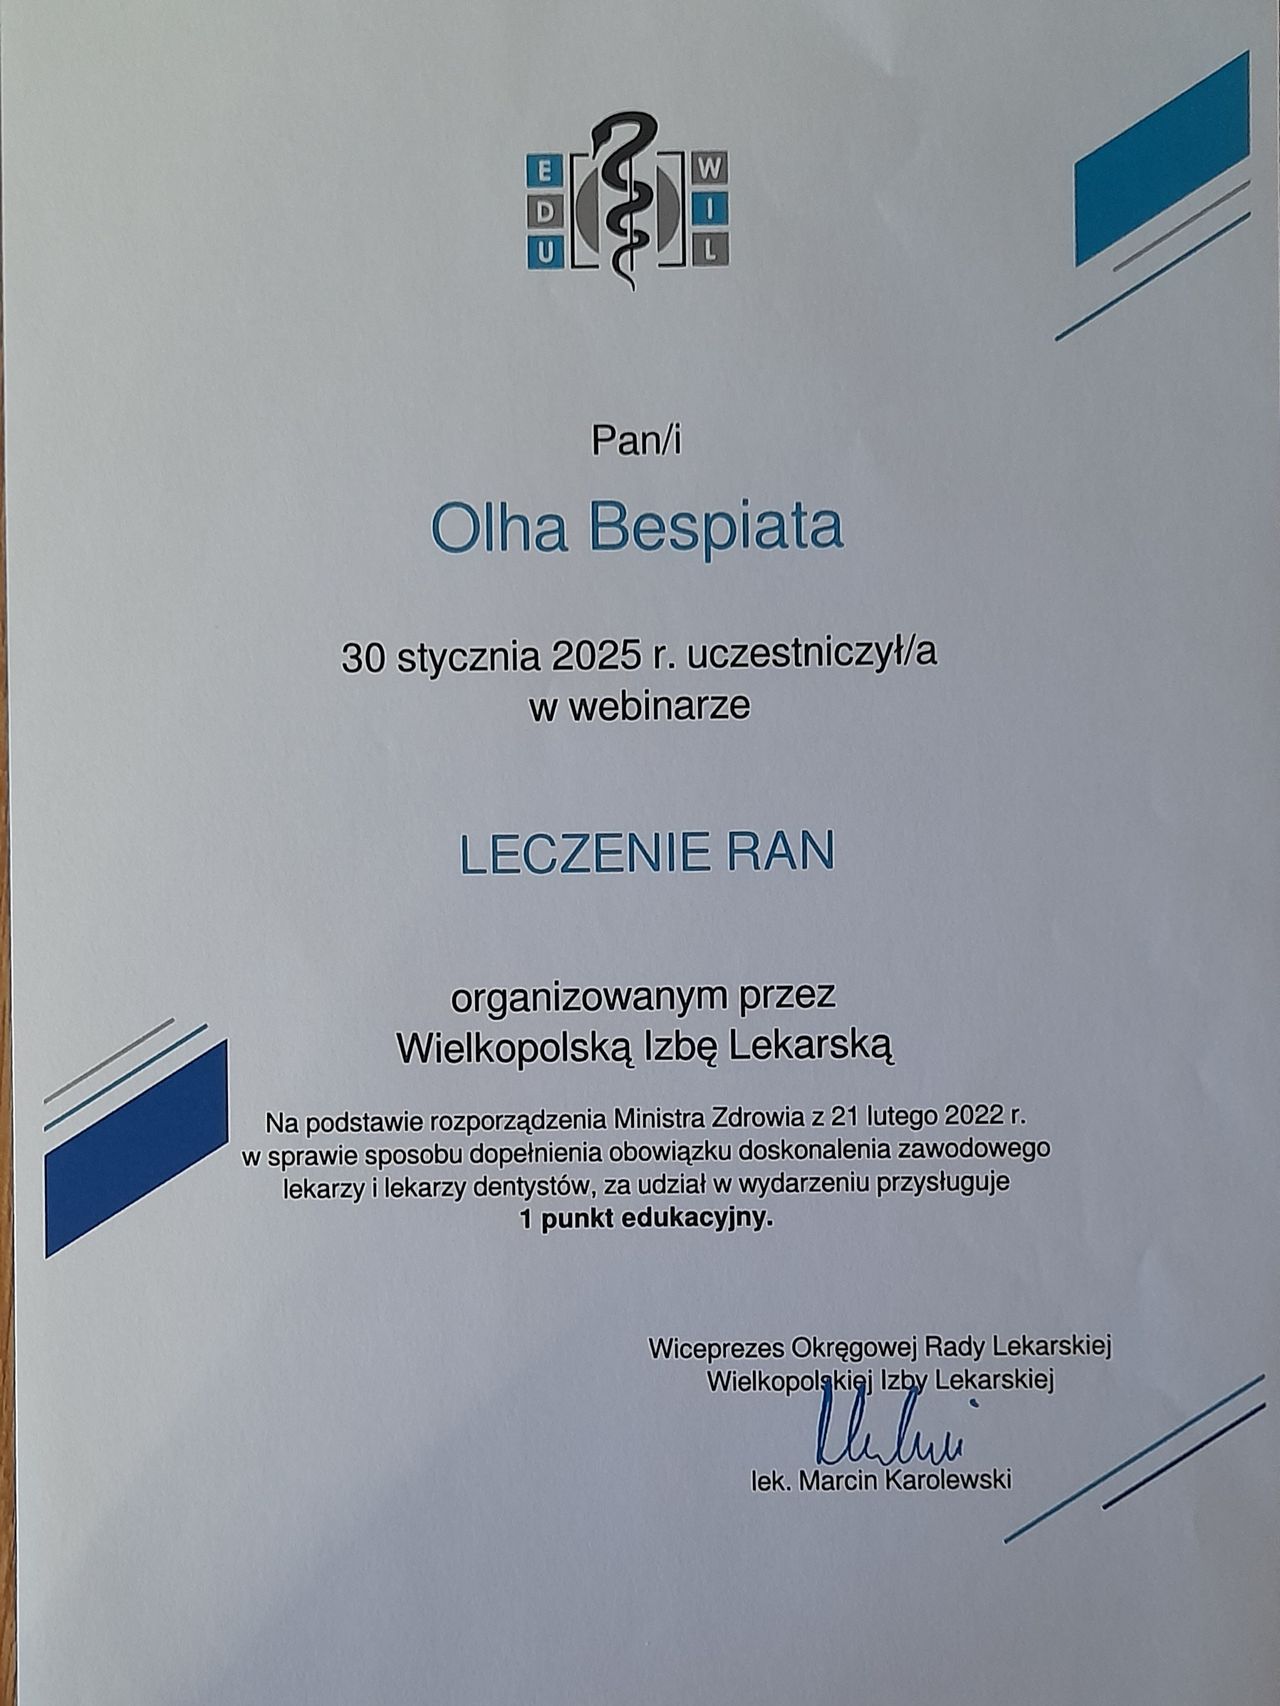 EDU WIL
Pan/i
Olha Bespiata
30 stycznia 2025 r. uczestniczył/a
w webinarze
LECZENIE RAN
organizowanym przez
Wielkopolską Izbę Lekarską
Na podstawie rozporządzenia Ministra Zdrowia z 21 lutego 2022 r.
w sprawie sposobu dopełnienia obowiązku doskonalenia zawodowego
lekarzy i lekarzy dentystów, za udział w wydarzeniu przysługuje
1 punkt edukacyjny.
Wiceprezes Okręgowej Rady Lekarskiej
Wielkopolskiej Izby Lekarskiej
lek. Marcin Karolewski